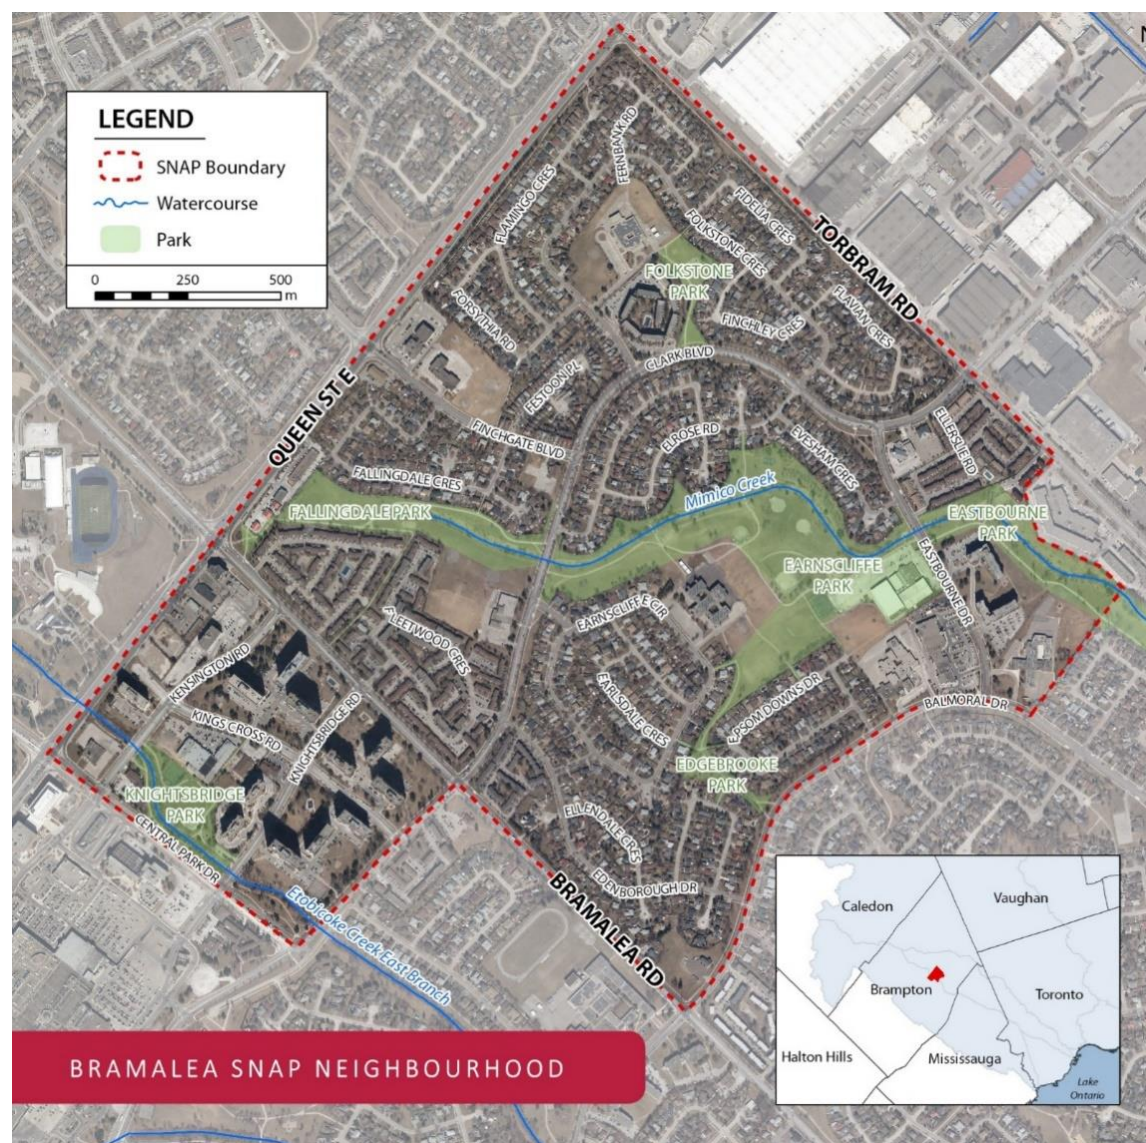 N
LEGEND
SNAP Boundary
Watercourse
Park
0
250
500
m
FERNBANK RD
FLAMINGO CRES
FIDELIA CRES
FOLKSTONE CRES
TORBRAM RD
FOLKSTONE
PARK
FORSYTHIA RD
FINCHLEY CRES
FLAVIAN CRES
CLARK BLVD
FESTOON PL
QUEEN ST E
FINCHGATE BLVD
ELROSE RD
EVESHAM CRES
ELLERSLIE RD
FALLINGDALE CRES
Mimico Creek
FALLINGDALE PARK
EASTBOURNE
PARK
EARNSCLIFFE
PARK
EASTBOURNE DR
EARNSCLIFFE CIR
FLEETWOOD CRES
KENSINGTON RD
KINGS CROSS RD
KNIGHTSBRIDGE RD
EARLSDALE CRES
EPSOM DOWNS DR
BALMORAL DR
EDGEBROOKE
PARK
KNIGHTSBRIDGE
PARK
CENTRAL PARK DR
ELLENDALE CRES
EDENBOROUGH DR
BRAMALEA RD
Etobicoke Creek East Branch
Caledon
Vaughan
Brampton
Toronto
Halton Hills
Mississauga
Lake
Ontario
BRAMALEA SNAP NEIGHBOURHOOD